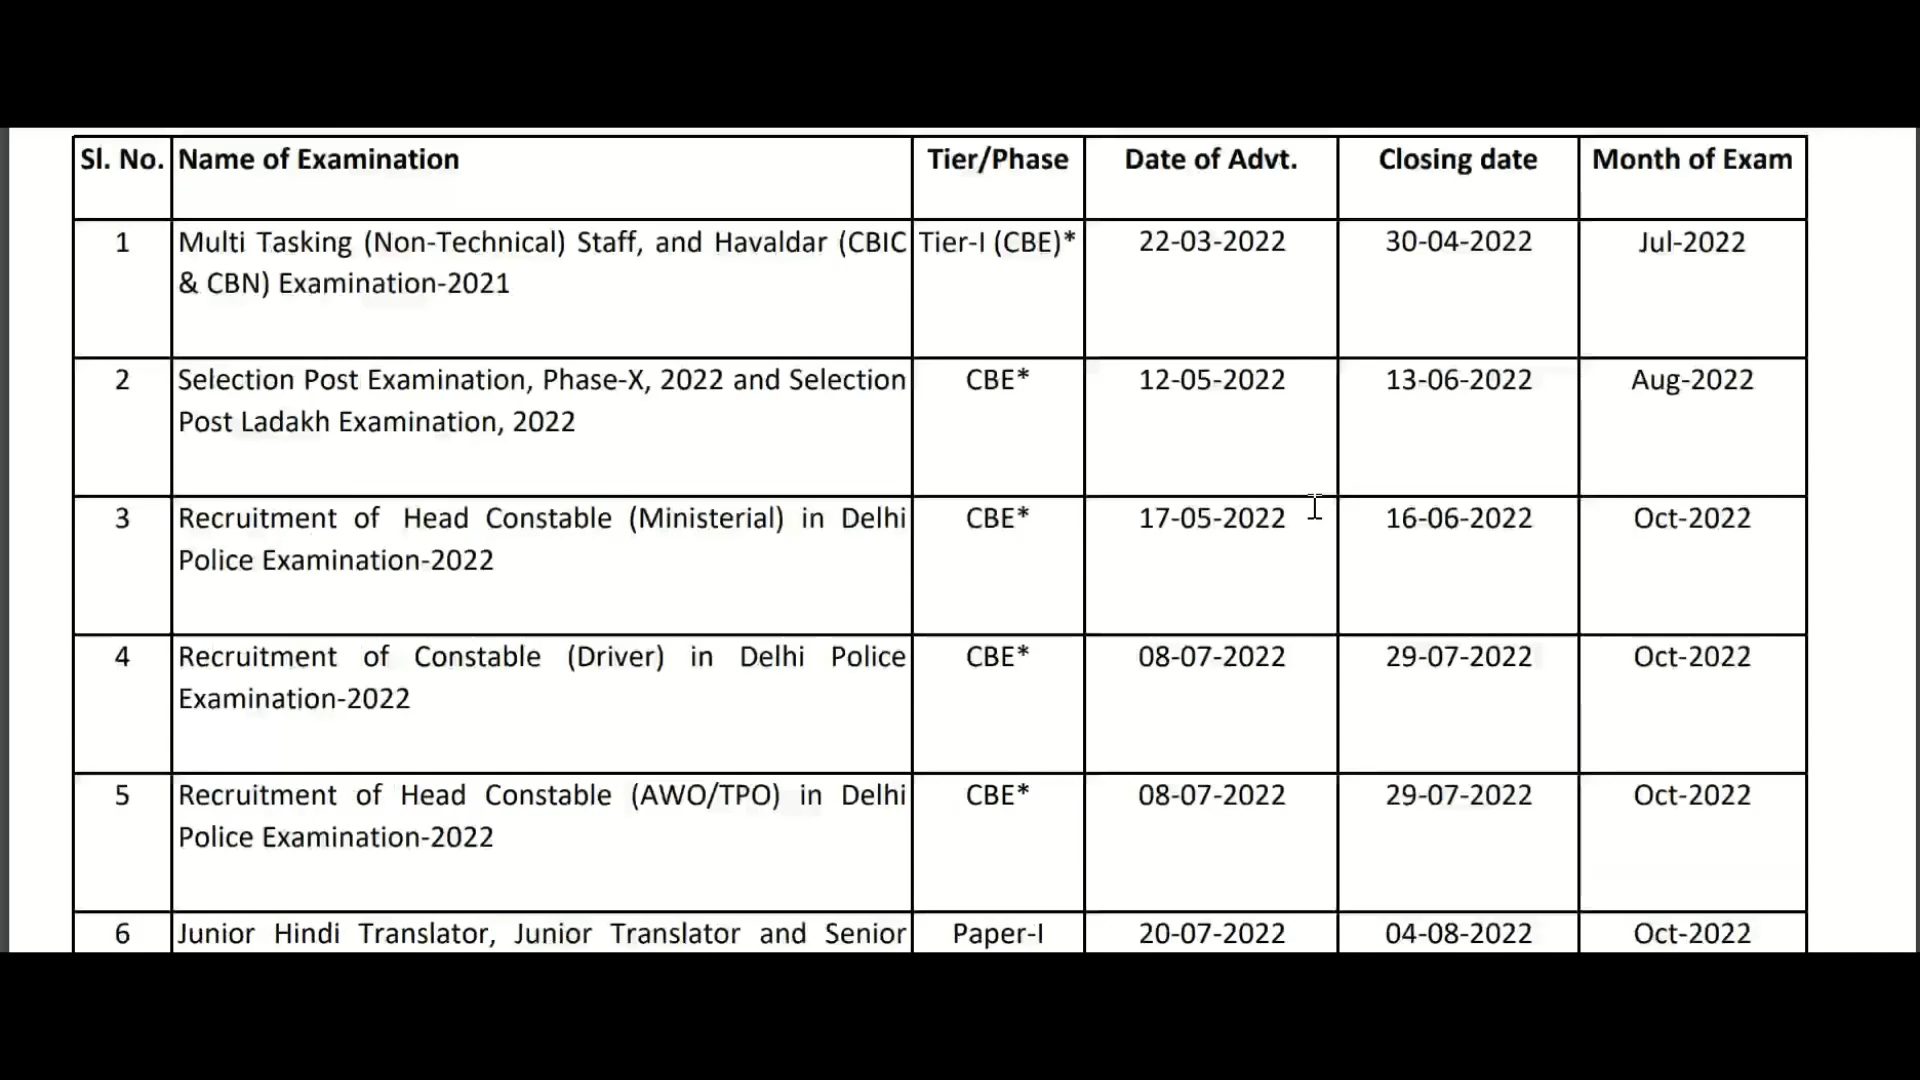 Sl. No. Name of Examination Tier/Phase Date of Advt. Closing date Month of Exam
1 Multi Tasking (Non-Technical) Staff, and Havaldar (CBIC Tier-I (CBE)* 22-03-2022 30-04-2022 Jul-2022
& CBN) Examination-2021
2 Selection Post Examination, Phase-X, 2022 and Selection CBE* 12-05-2022 13-06-2022 Aug-2022
Post Ladakh Examination, 2022
3 Recruitment of Head Constable (Ministerial) in Delhi CBE* 17-05-2022 16-06-2022 Oct-2022
Police Examination-2022
4 Recruitment of Constable (Driver) in Delhi Police CBE* 08-07-2022 29-07-2022 Oct-2022
Examination-2022
5 Recruitment of Head Constable (AWO/TPO) in Delhi CBE* 08-07-2022 29-07-2022 Oct-2022
Police Examination-2022
6 Junior Hindi Translator, Junior Translator and Senior Paper-I 20-07-2022 04-08-2022 Oct-2022